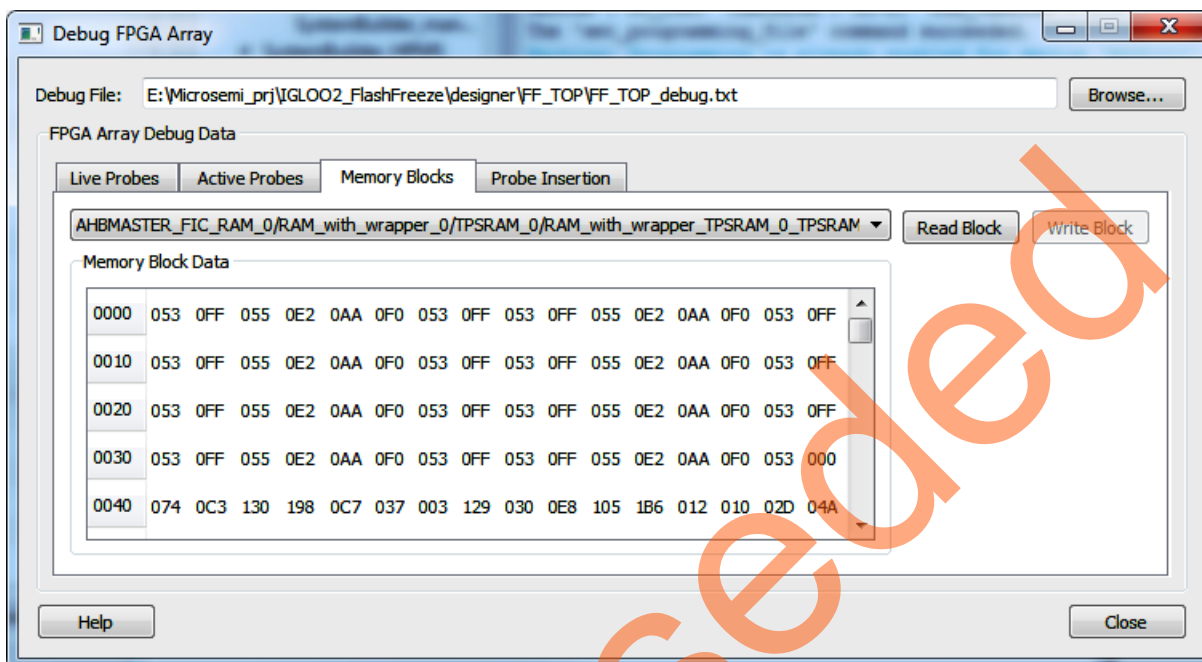 Debug FPGA Array
Debug File: E:\Microsemi_prj\IGLOO2_FlashFreeze\designer\FF_TOP\FF_TOP_debug.txt Browse...
FPGA Array Debug Data
Live Probes Active Probes Memory Blocks Probe Insertion
AHBMASTER_FIC_RAM_0/RAM_with_wrapper_0/TPSRAM_0/RAM_with_wrapper_TPSRAM_0_TPSRAM Read Block Write Block
Memory Block Data
0000 053 0FF 055 0E2 0AA 0F0 053 0FF 053 0FF 055 0E2 0AA 0F0 053 0FF
0010 053 0FF 055 0E2 0AA 0F0 053 0FF 053 0FF 055 0E2 0AA 0F0 053 0FF
0020 053 0FF 055 0E2 0AA 0F0 053 0FF 053 0FF 055 0E2 0AA 0F0 053 0FF
0030 053 0FF 055 0E2 0AA 0F0 053 0FF 053 0FF 055 0E2 0AA 0F0 053 000
0040 074 0C3 130 198 0C7 037 003 129 030 0E8 105 1B6 012 010 02D 04A
Help Close
seded